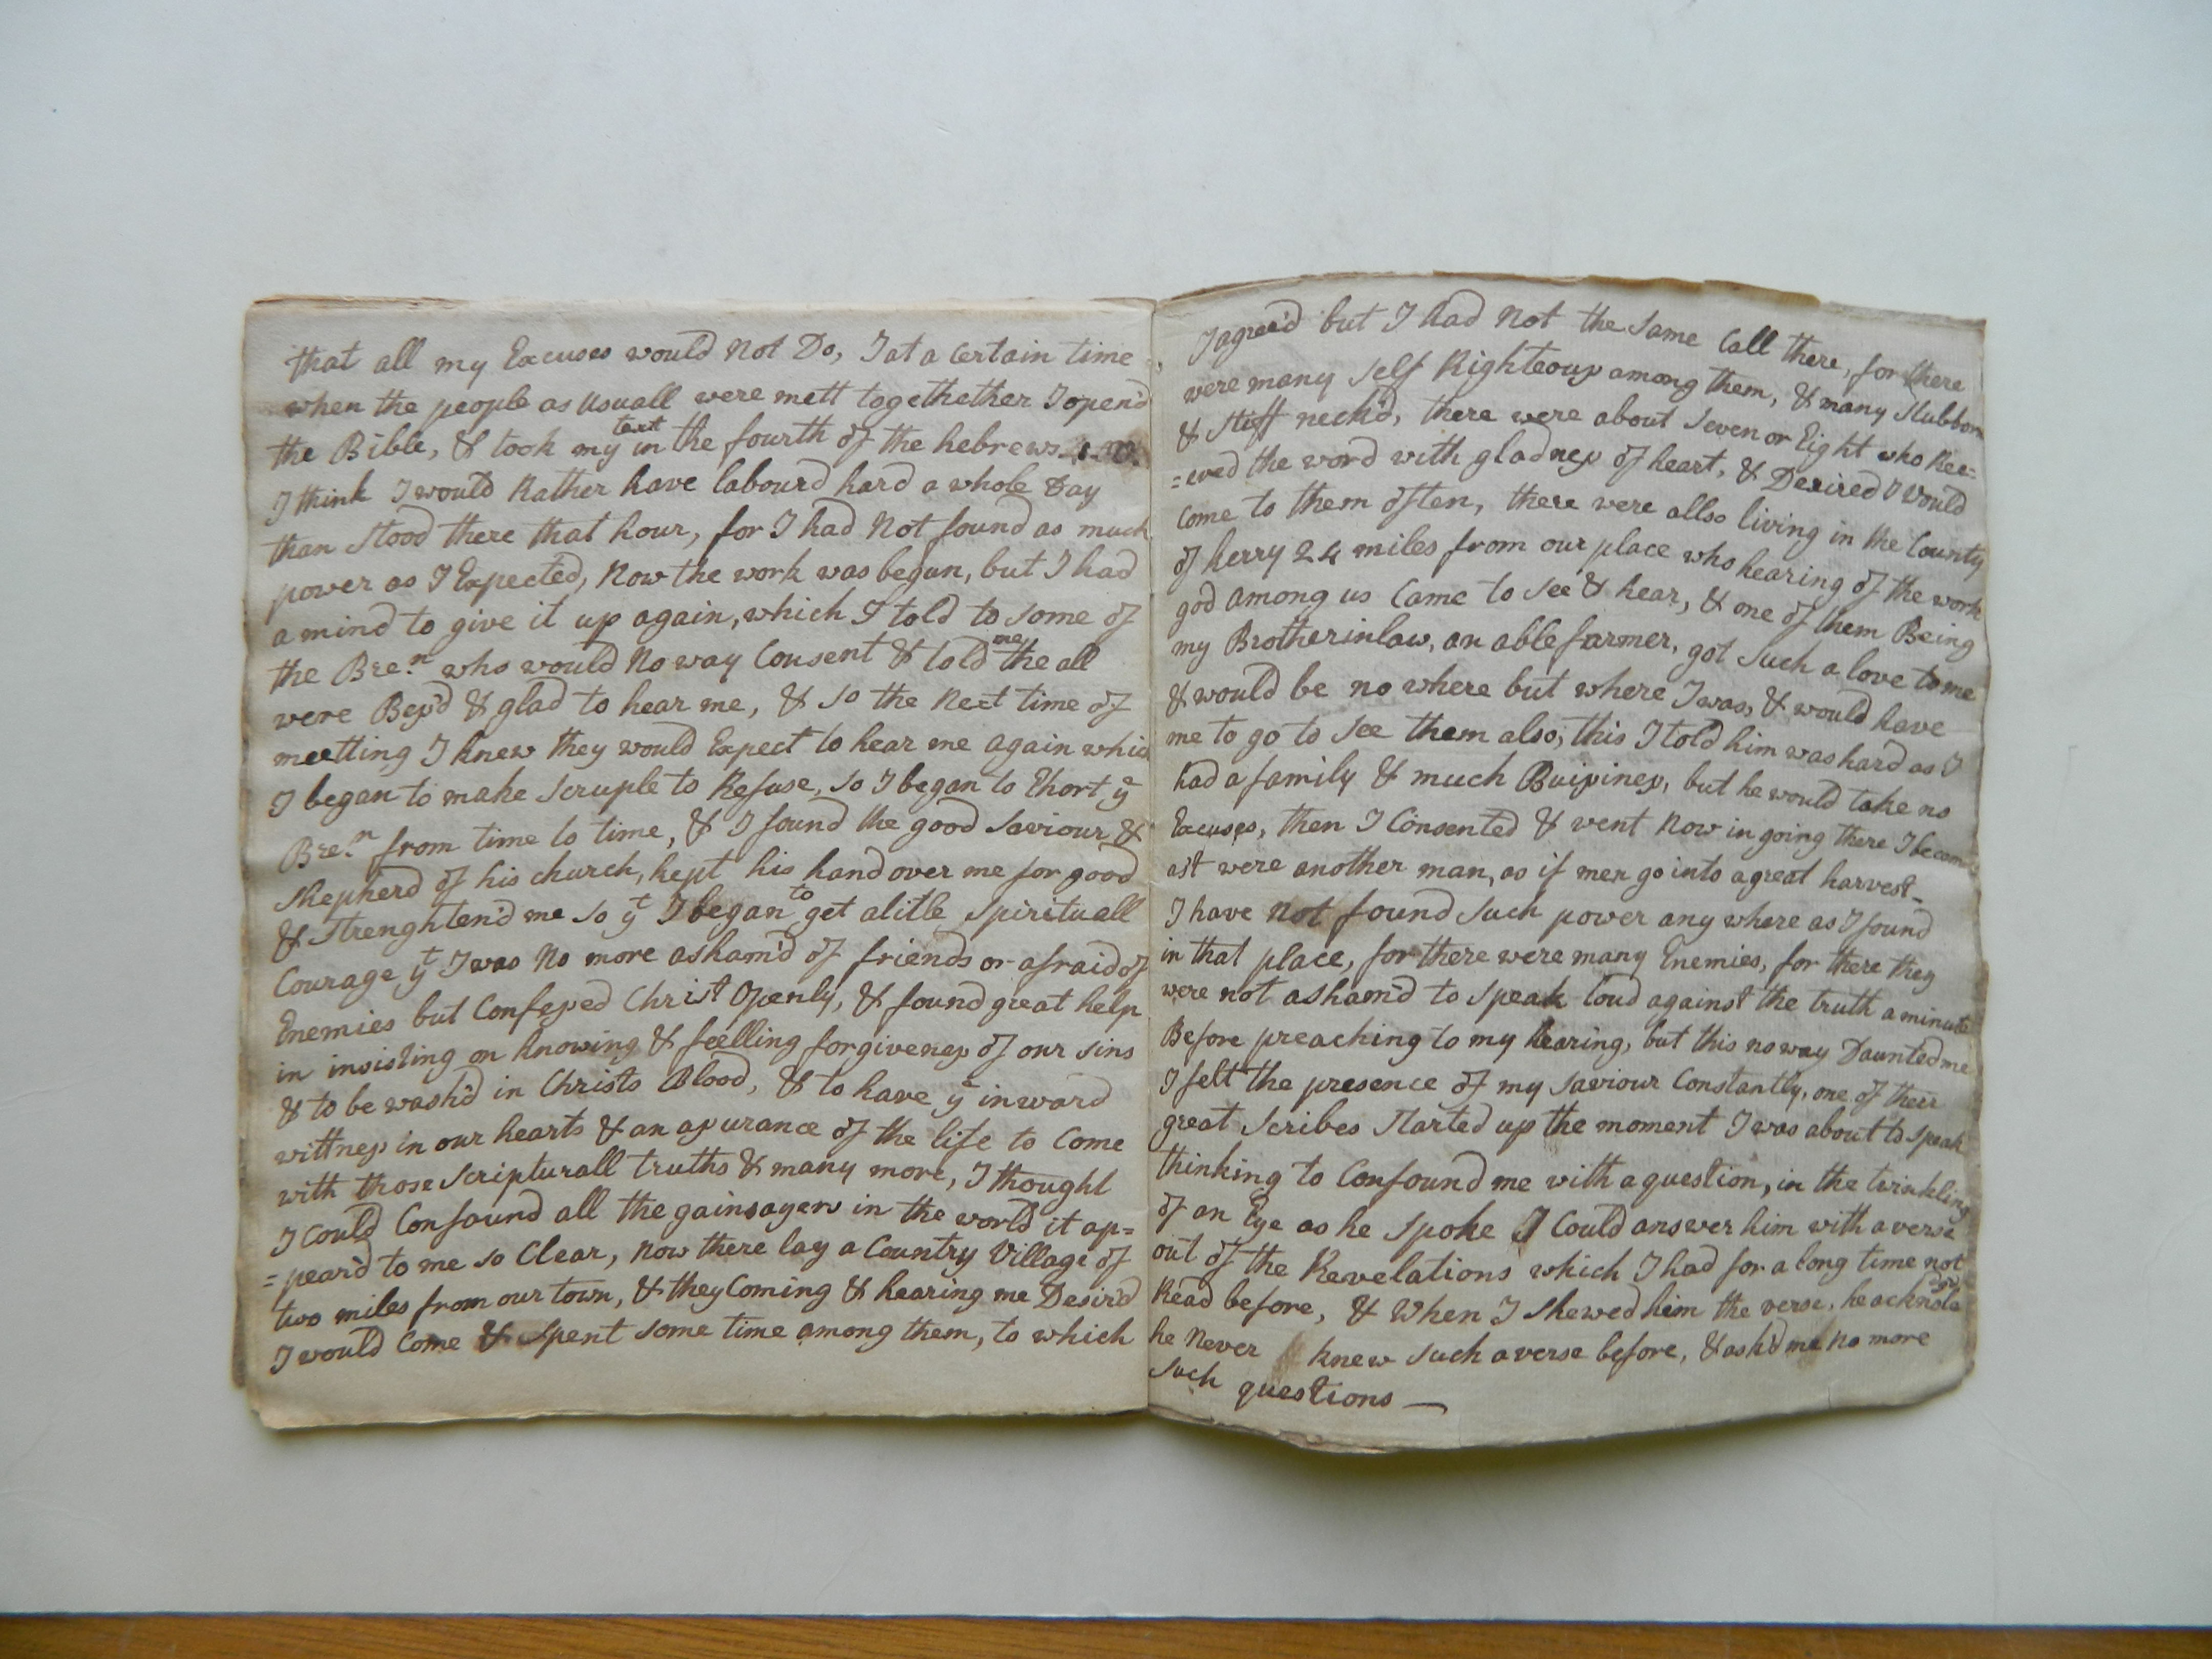 that all my Excuses would Not Do, I at a Certain time
when the people as usuall were mett togethether I open'd
the Bible, & took my text in the fourth of the hebrews 1. v.
I think I would Rather have labour'd hard a whole day
than stood there that hour, for I had Not found as much
power as I Expected, Now the work was begun, but I had
a mind to give it up again, which I told to some of
the Bre:n who would No way Consent & told me the all
were Bless'd & glad to hear me, & so the Next time of
meetting I knew they would Expect to hear me again which
I began to make scruple to Refuse, so I began to Ehort ye
Bre:n from time to time, & I found the good Saviour &
Shepherd of his church, kept his hand over me for good
& strenghten'd me so yt I began to get alitle spirituall
Courage yt I was No more asham'd of friends or afraid of
Enemies but Confessed Christ Openly, & found great help
in insisting on knowing & feelling forgiveness of our sins
& to be wash'd in Christs Blood, & to have ye inward
wittness in our hearts & an assurance of the life to Come
with those scripturall truths & many more, I thought
I Could Confound all the gainsayers in the world it ap=
=pear'd to me so Clear, now there lay a Country Village of
two miles from our town, & they Coming & hearing me Desir'd
I would Come & spent some time among them, to which
I agree'd but I had Not the same Call there, for there
were many self Righteous among them, & many stubborn
& stiff neck'd, there were about seven or Eight who Rec=
=eved the word with gladness of heart, & Desired I would
Come to them often, there were allso living in the County
of kerry 24 miles from our place who hearing of the work
god among us Came to see & hear, & one of them Being
my Brotherinlaw, an able farmer, got such a love to me
& would be no where but where I was, & would have
me to go to see them also, this I told him was hard as I
had a family & much Buissiness, but he would take no
Excuses, then I Consented & went Now in going there I became
ast were another man, as if men go into a great harvest_
I have not found such power any where as I found
in that place, for there were many Enemies, for there they
were not asham'd to speak loud against the truth a minute
Before preaching to my hearing, but this no way Daunted me
I felt the presence of my Saviour Constantly, one of their
great Scribes started up the moment I was about to speak
thinking to Confound me with a question, in the twinkling
of an Eye as he spoke I Could answer him with a verse
out of the Revelations which I had for a long time not
Read before, & when I shewed him the verse, he
he Never knew such a verse before, & ask'd me no more
such questions —